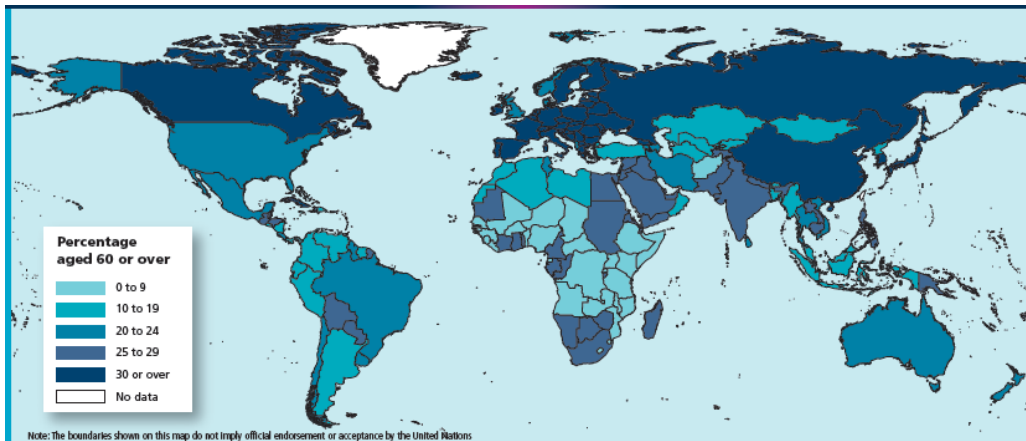 Percentage
aged 60 or over
0 to 9
10 to 19
20 to 24
25 to 29
30 or over
No data
Note: The boundaries shown on this map do not imply official endorsement or acceptance by the United Nations